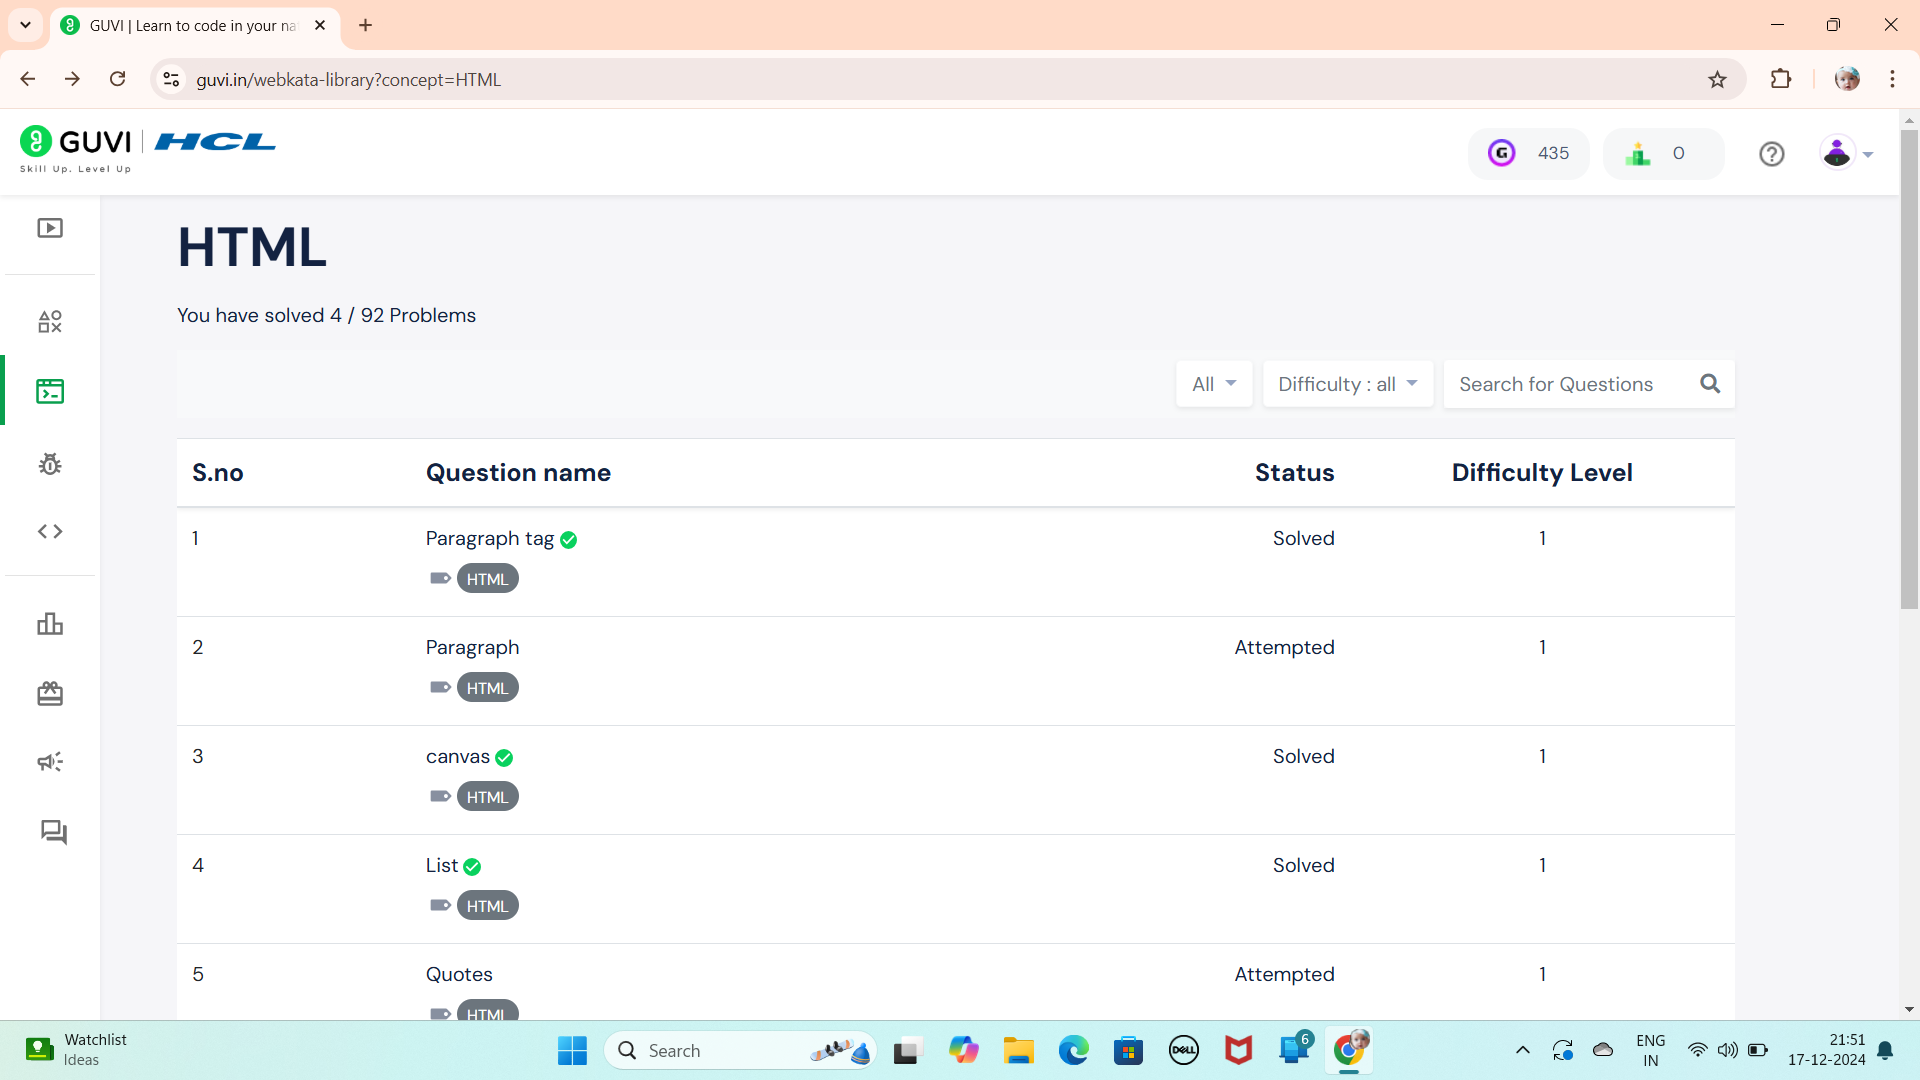 GUVI | Learn to code in your na
guvi.in/webkata-library?concept=HTML
GUVI | HCL
Skill Up. Level Up
G 435
0
HTML
You have solved 4 / 92 Problems
All
Difficulty : all
Search for Questions
S.no Question name Status Difficulty Level
1 Paragraph tag Solved 1
HTML
2 Paragraph Attempted 1
HTML
3 canvas Solved 1
HTML
4 List Solved 1
HTML
5 Quotes Attempted 1
HTML
Watchlist
Ideas
Search
DELL
6
ENG
IN
21:51
17-12-2024